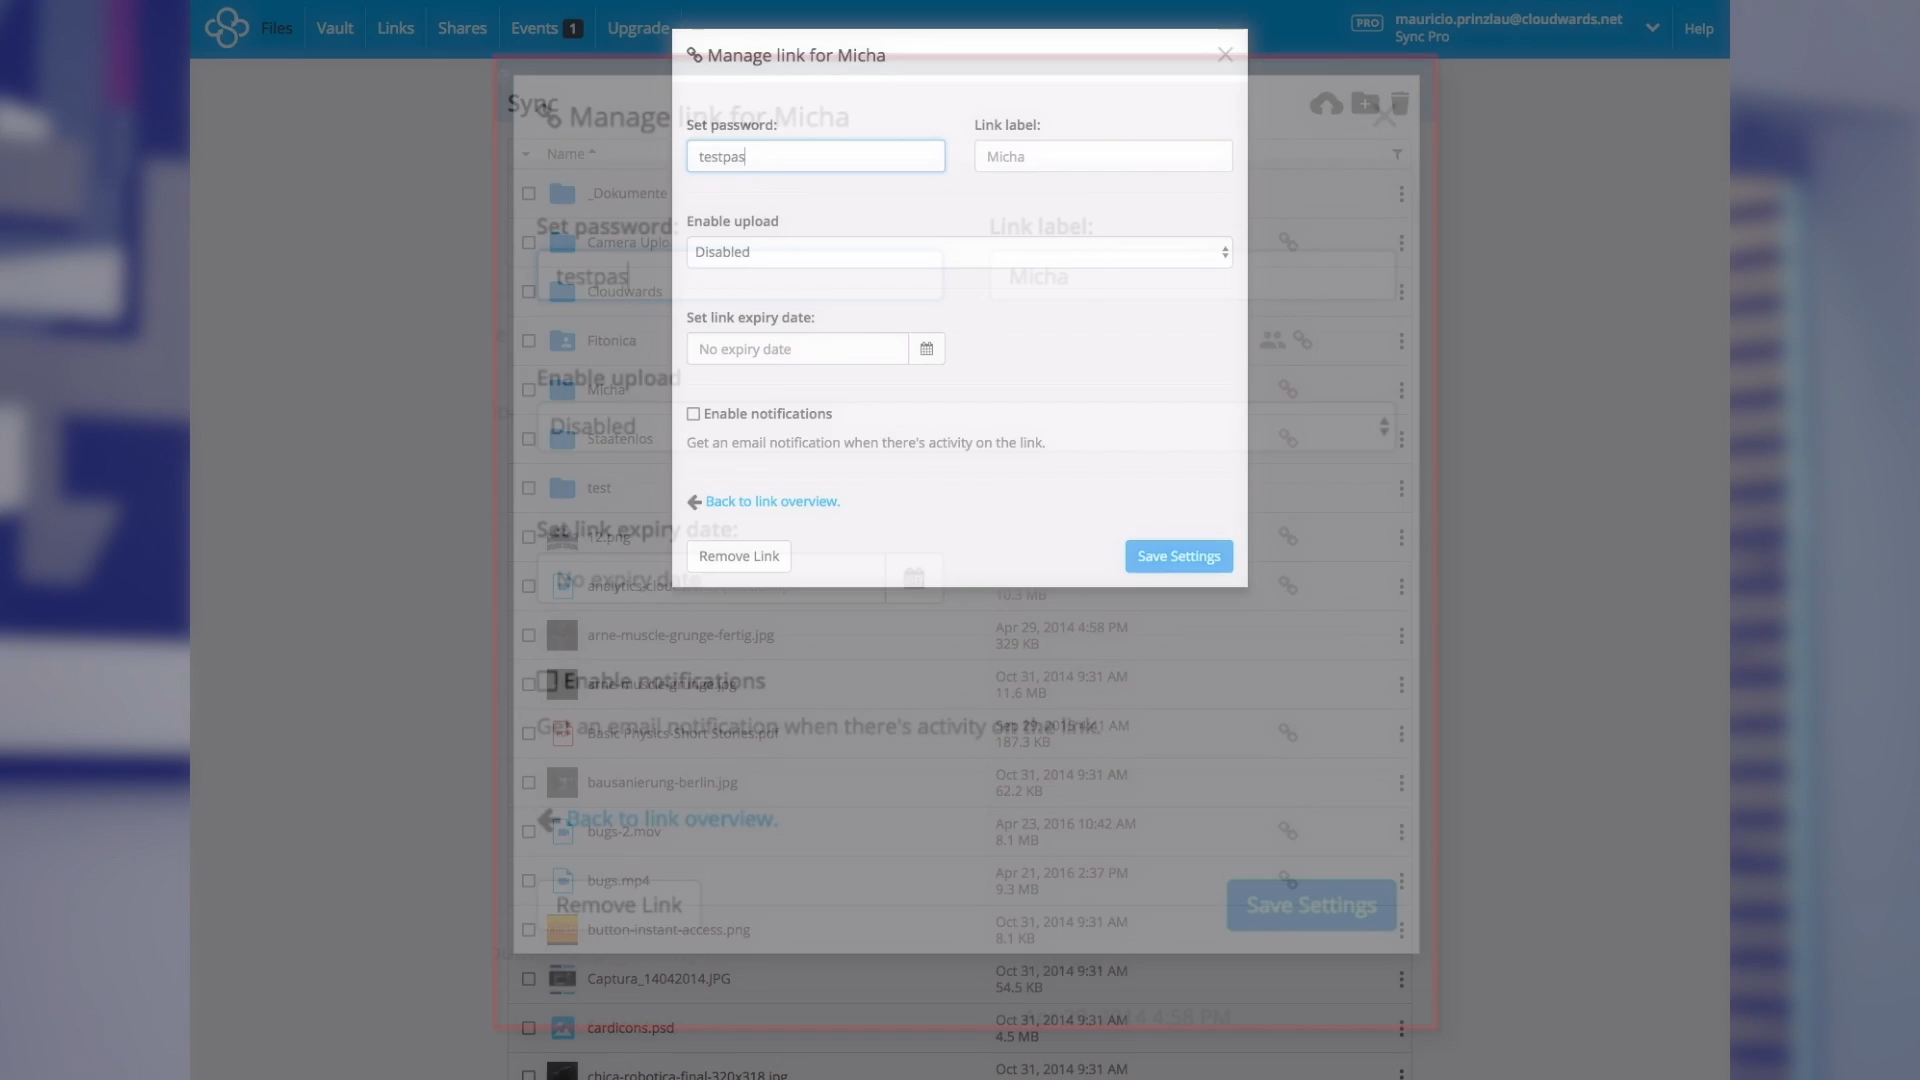 Files
Vault
Links
Shares
Events 1
Upgrade
PRO
mauricio.prinzlau@cloudwards.net
Sync Pro
Help
Manage link for Micha
Sync
Manage link for Micha
Set password:
Link label:
testpas
Micha
Name
_Dokumente
Set password:
Link label:
Enable upload
Camera Uplo
Disabled
testpas
Micha
Cloudwards
Set link expiry date:
No expiry date
Fitonica
Enable upload
Micha
Enable notifications
Disabled
Staatenlos
Get an email notification when there's activity on the link.
test
Back to link overview.
Set link expiry date:
12.png
Remove Link
Save Settings
No expiry date
10.3 MB
arne-muscle-grunge-fertig.jpg
Apr 29, 2014 4:58 PM
329 KB
Enable notifications
arne-muscle-grunge.jpg
Oct 31, 2014 9:31 AM
11.6 MB
Get an email notification when there's activity on the link.
Basic Physics-Short Stories.pdf
187.3 KB
bausanierung-berlin.jpg
Oct 31, 2014 9:31 AM
62.2 KB
Back to link overview.
bugs-2.mov
Apr 23, 2016 10:42 AM
8.1 MB
bugs.mp4
Apr 21, 2016 2:37 PM
9.3 MB
Remove Link
Save Settings
button-instant-access.png
Oct 31, 2014 9:31 AM
8.1 KB
Captura_14042014.JPG
Oct 31, 2014 9:31 AM
54.5 KB
cardicons.psd
Oct 31, 2014 9:31 AM
4.5 MB
4:58 PM
chica-robotica-final-320x318.jpg
Oct 31, 2014 9:31 AM